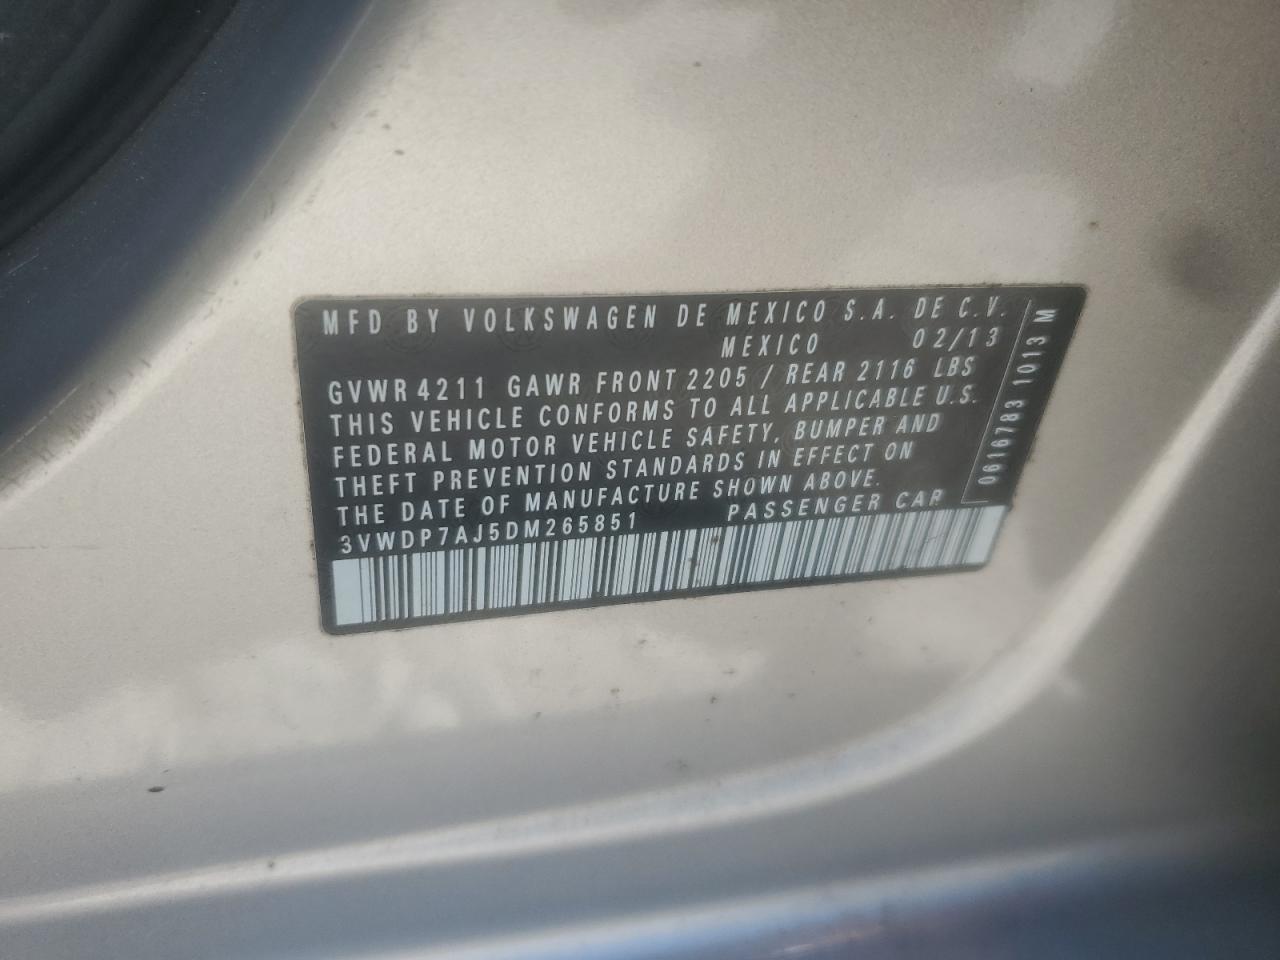 MFD BY VOLKSWAGEN DE MEXICO S.A. DE C.V.
MEXICO 02/13
GVWR 4211 GAWR FRONT 2205 / REAR 2116 LBS
THIS VEHICLE CONFORMS TO ALL APPLICABLE U.S.
FEDERAL MOTOR VEHICLE SAFETY, BUMPER AND
THEFT PREVENTION STANDARDS IN EFFECT ON
THE DATE OF MANUFACTURE SHOWN ABOVE.
3VWDP7AJ5DM265851 PASSENGER CAR
0616783 1013 M